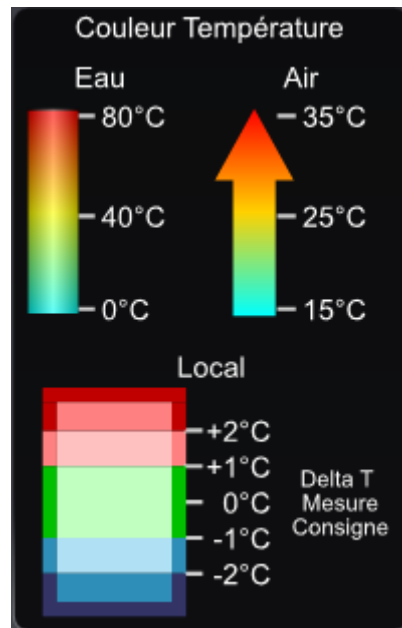 Couleur Température
Eau
Air
80°C
35°C
40°C
25°C
0°C
15°C
Local
+2°C
+1°C
0°C
-1°C
-2°C
Delta T
Mesure
Consigne